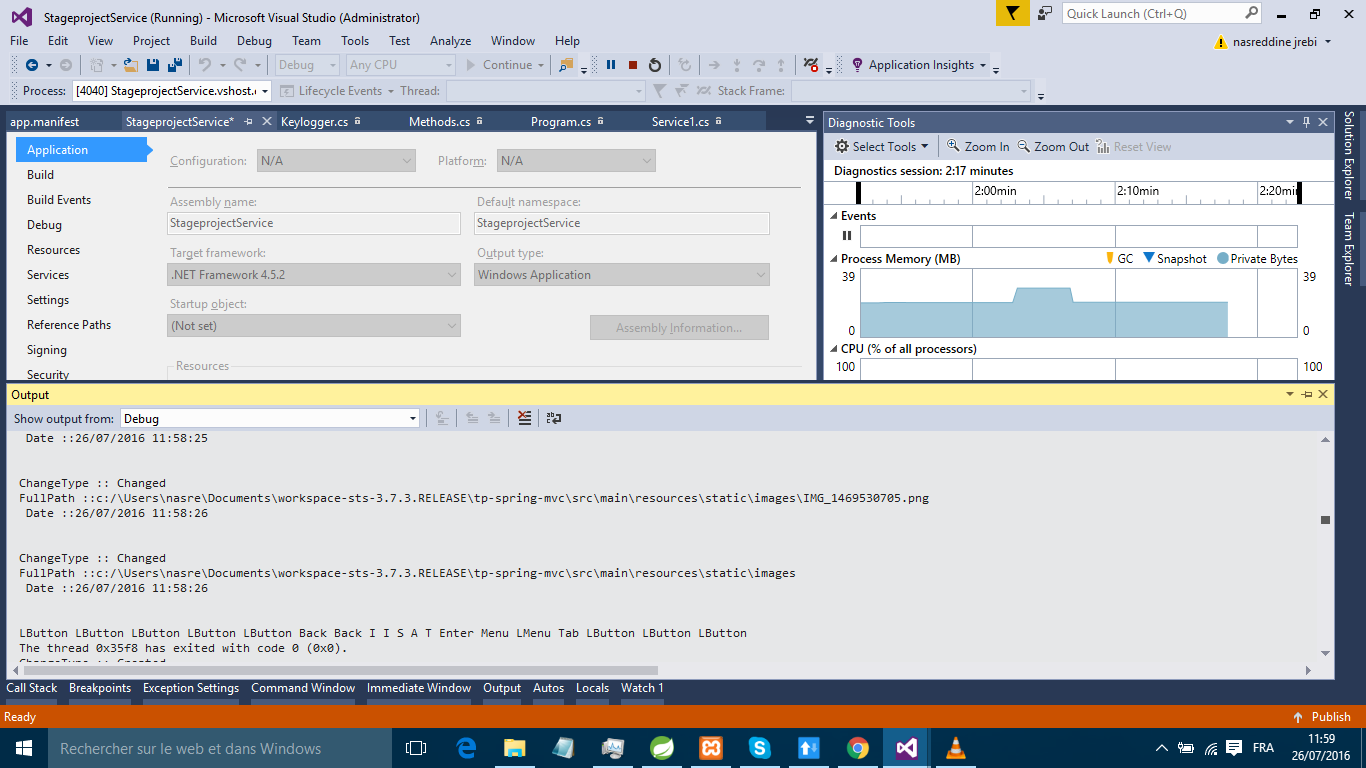 StageprojectService (Running) - Microsoft Visual Studio (Administrator)
Quick Launch (Ctrl+Q)
File Edit View Project Build Debug Team Tools Test Analyze Window Help
nasreddine jrebi
Debug Any CPU Continue Application Insights
Process: [4040] StageprojectService.vshost. Lifecycle Events Thread: Stack Frame:
app.manifest StageprojectService* Keylogger.cs Methods.cs Program.cs Service1.cs
Application
Build
Build Events
Debug
Resources
Services
Settings
Reference Paths
Signing
Security
Configuration: N/A Platform: N/A
Assembly name: Default namespace:
StageprojectService StageprojectService
Target framework: Output type:
.NET Framework 4.5.2 Windows Application
Startup object:
(Not set) Assembly Information...
Resources
Diagnostic Tools
Select Tools Zoom In Zoom Out Reset View
Diagnostics session: 2:17 minutes
2:00min 2:10min 2:20min
Events
Process Memory (MB) GC Snapshot Private Bytes
39 39
0 0
CPU (% of all processors)
100 100
Solution Explorer
Team Explorer
Output
Show output from: Debug
Date ::26/07/2016 11:58:25
ChangeType :: Changed
FullPath ::c:/\Users\nasre\Documents\workspace-sts-3.7.3.RELEASE\tp-spring-mvc\src\main\resources\static\images\IMG_1469530705.png
Date ::26/07/2016 11:58:26
ChangeType :: Changed
FullPath ::c:/\Users\nasre\Documents\workspace-sts-3.7.3.RELEASE\tp-spring-mvc\src\main\resources\static\images
Date ::26/07/2016 11:58:26
LButton LButton LButton LButton LButton Back Back I I S A T Enter Menu LMenu Tab LButton LButton LButton
The thread 0x35f8 has exited with code 0 (0x0).
ChangeType :: Created
Call Stack Breakpoints Exception Settings Command Window Immediate Window Output Autos Locals Watch 1
Ready Publish
Rechercher sur le web et dans Windows
FRA
11:59
26/07/2016